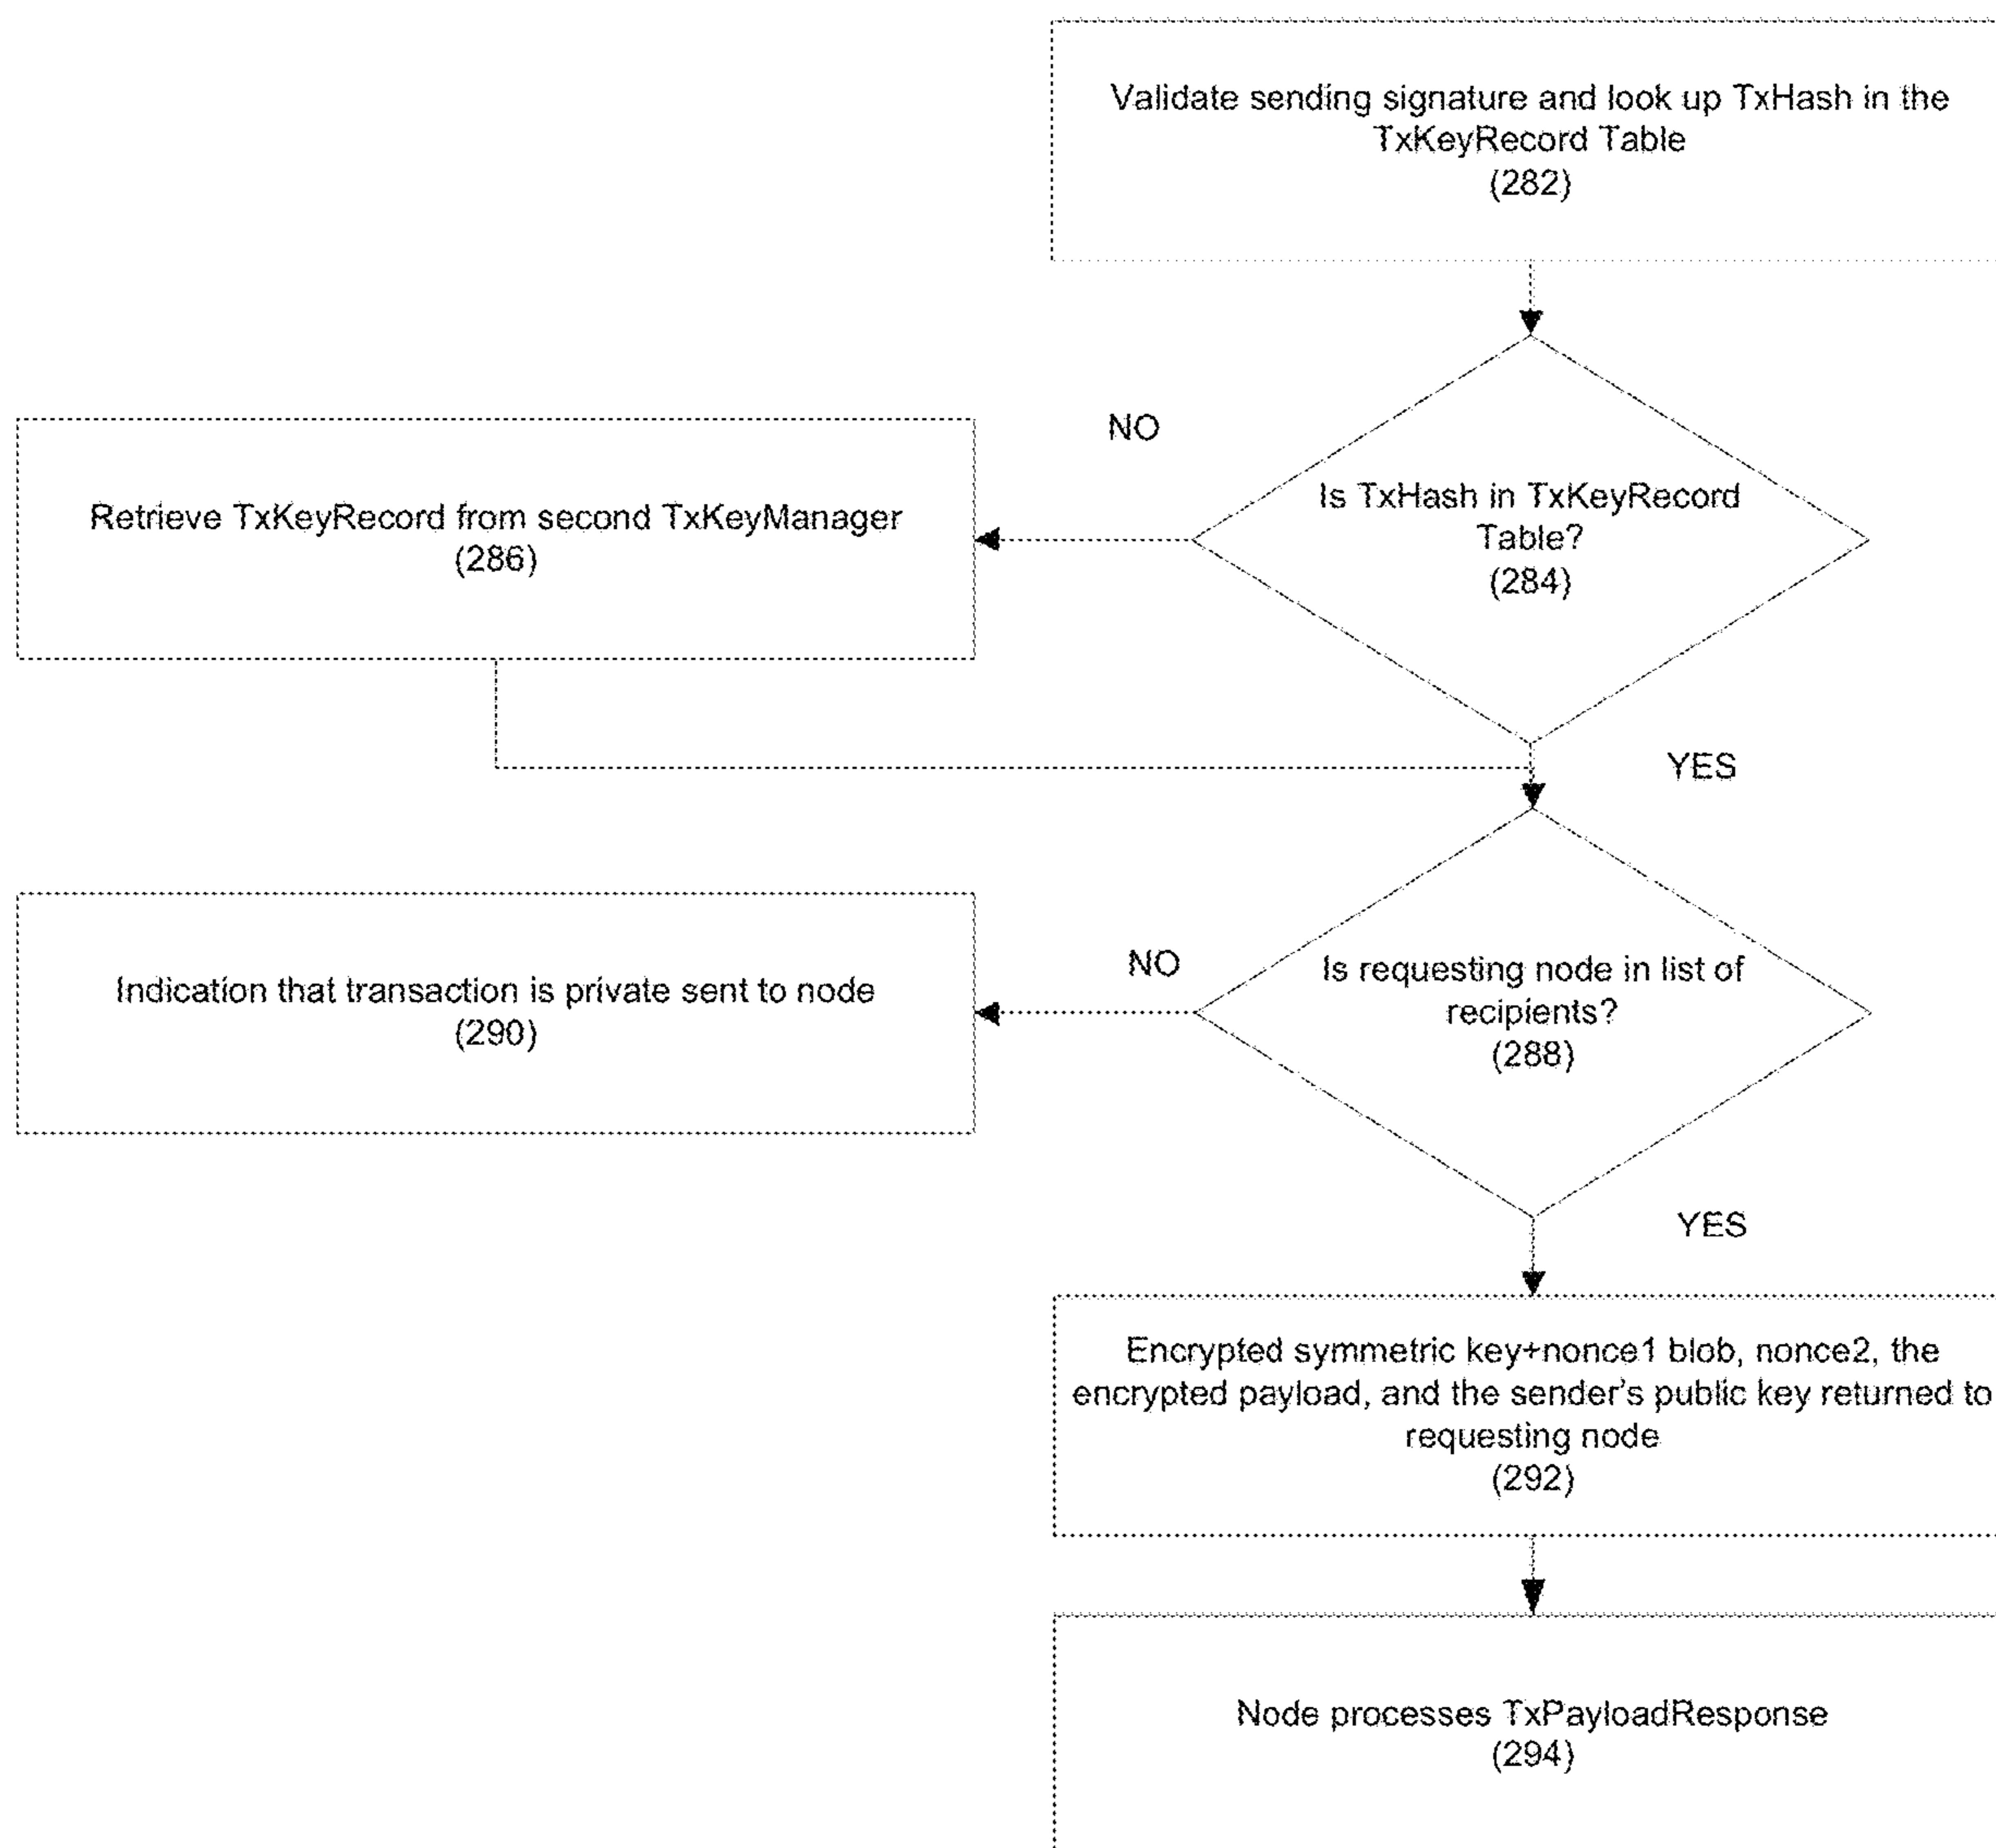 Validate sending signature and look up TxHash in the
TxKeyRecord Table
(282)
NO
Is TxHash in TxKeyRecord
Table?
(284)
Retrieve TxKeyRecord from second TxKeyManager
(286)
YES
NO
Is requesting node in list of
recipients?
(288)
Indication that transaction is private sent to node
(290)
YES
Encrypted symmetric key+nonce1 blob, nonce2, the
encrypted payload, and the sender's public key returned to
requesting node
(292)
Node processes TxPayloadResponse
(294)